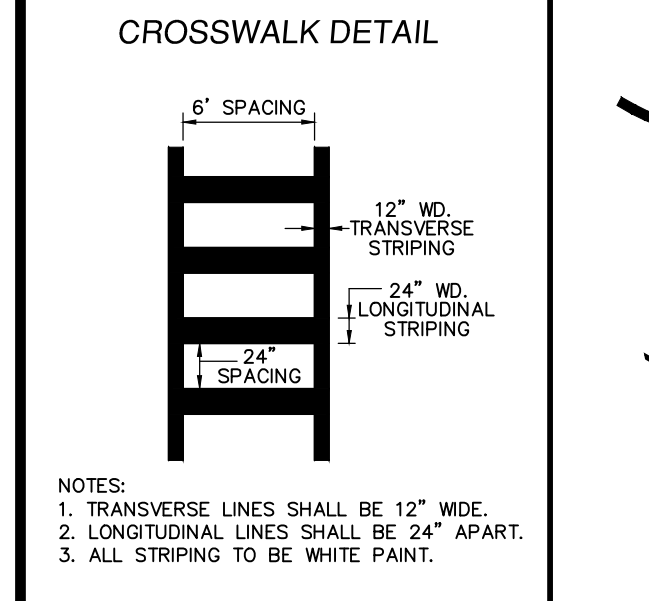 CROSSWALK DETAIL
6' SPACING
12" WD.
TRANSVERSE
STRIPING
24" WD.
LONGITUDINAL
STRIPING
24"
SPACING
NOTES:
1. TRANSVERSE LINES SHALL BE 12" WIDE.
2. LONGITUDINAL LINES SHALL BE 24" APART.
3. ALL STRIPING TO BE WHITE PAINT.